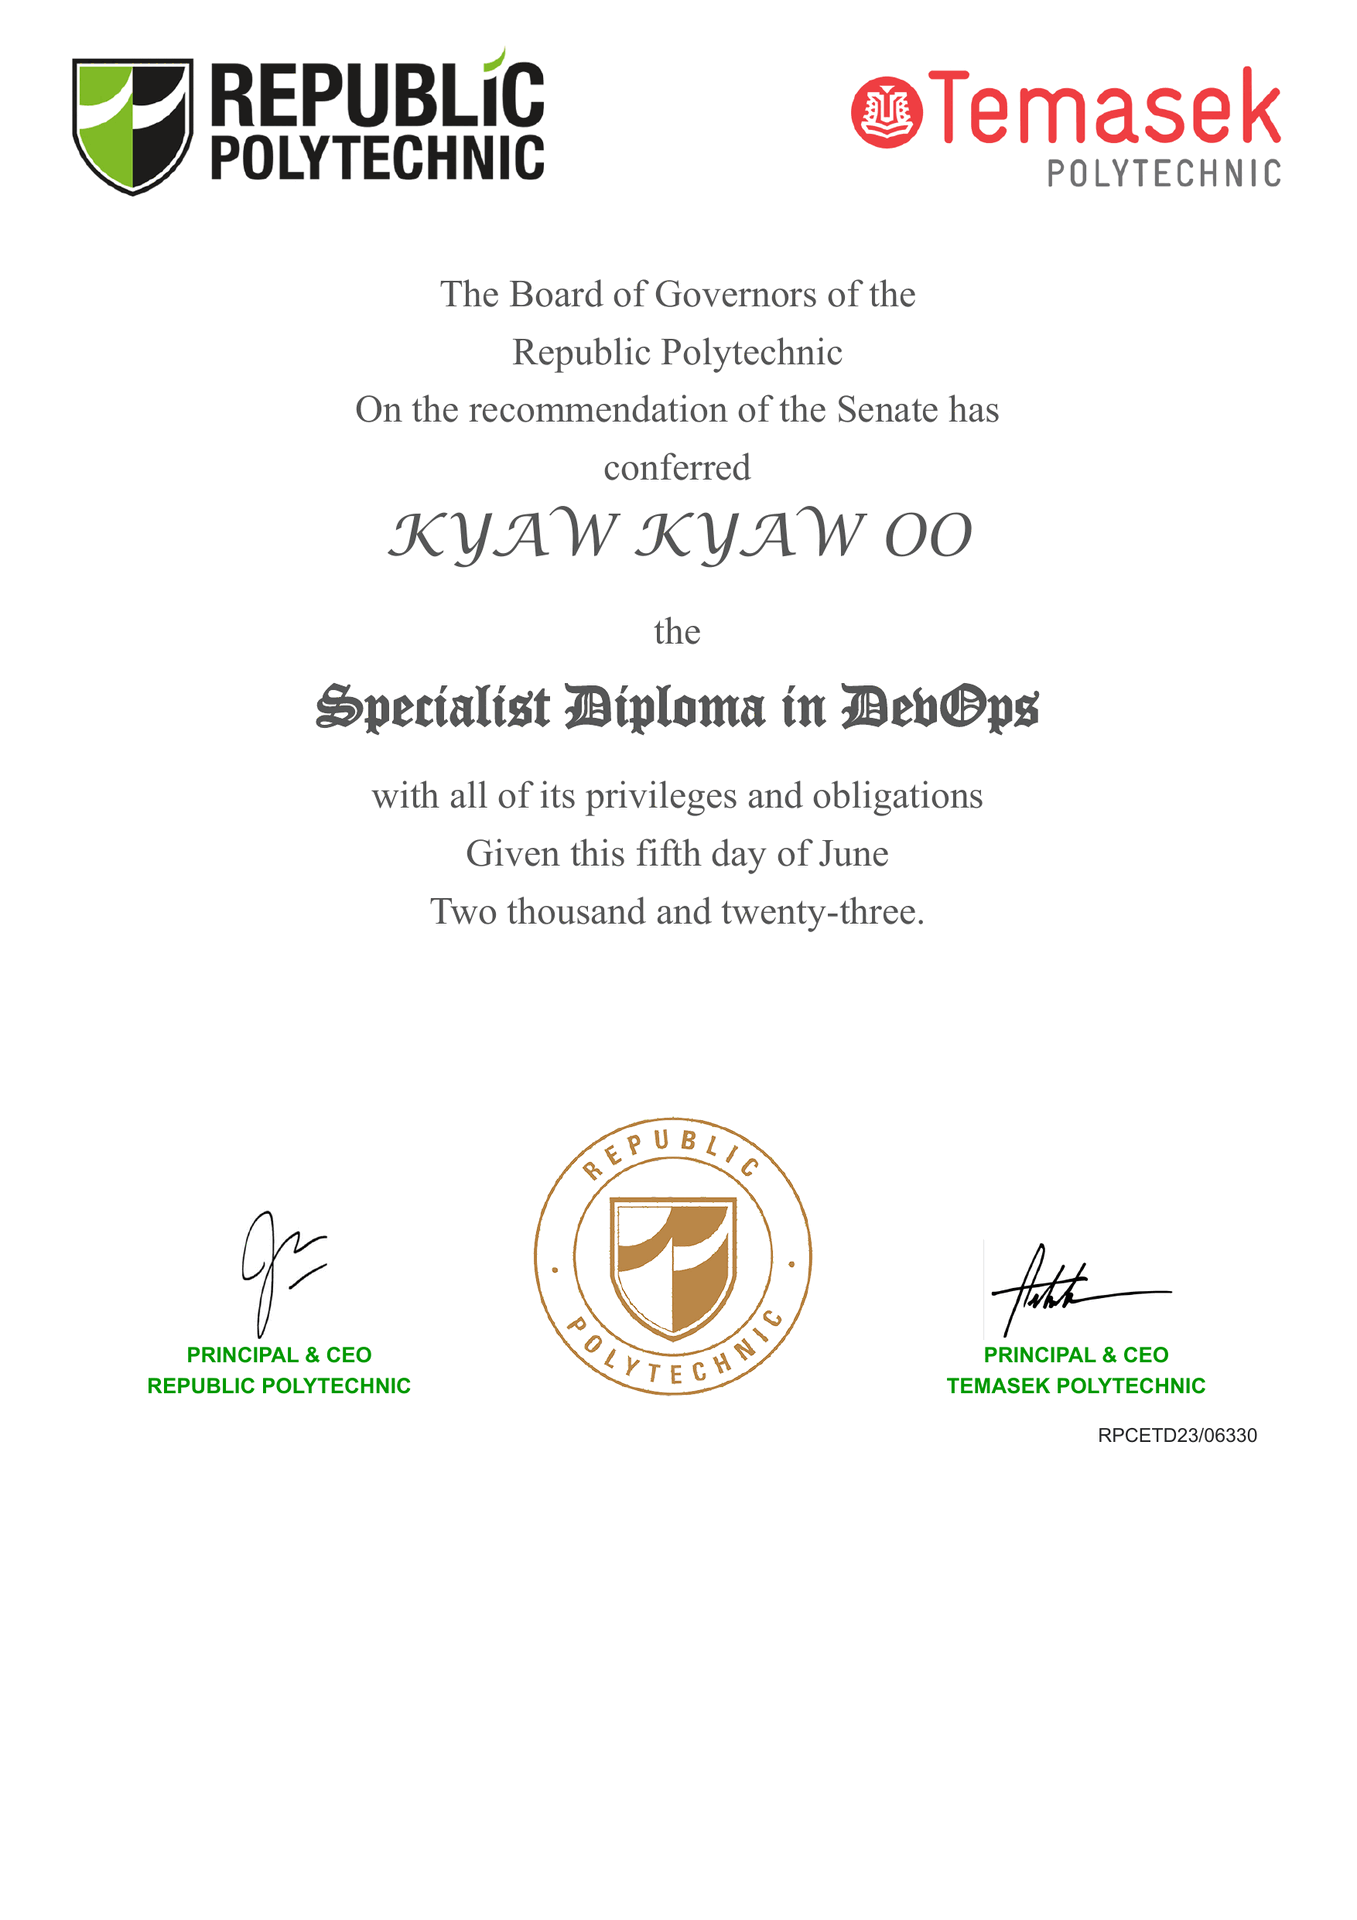 REPUBLIC
POLYTECHNIC
Temasek
POLYTECHNIC
The Board of Governors of the
Republic Polytechnic
On the recommendation of the Senate has
conferred
KYAW KYAW OO
the
Specialist Diploma in DevOps
with all of its privileges and obligations
Given this fifth day of June
Two thousand and twenty-three.
REPUBLIC
POLYTECHNIC
PRINCIPAL & CEO
REPUBLIC POLYTECHNIC
PRINCIPAL & CEO
TEMASEK POLYTECHNIC
RPCETD23/06330